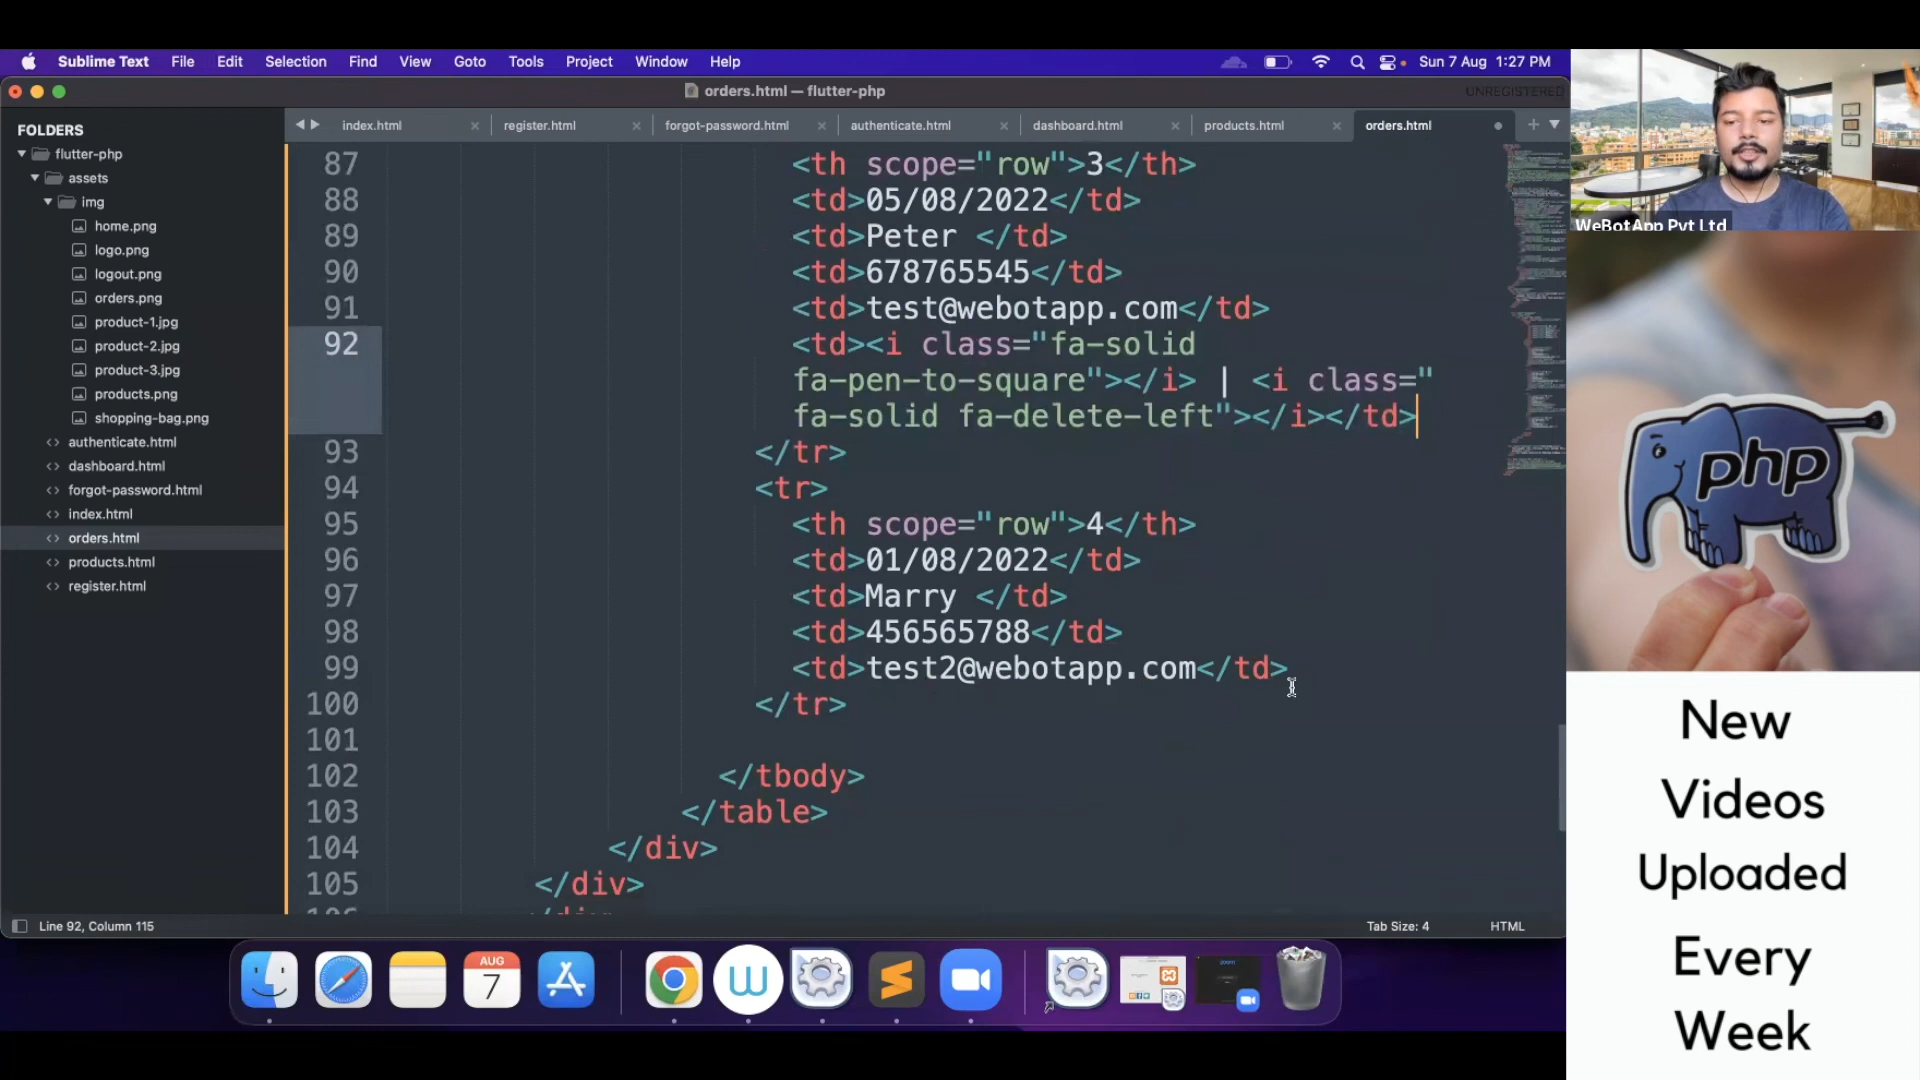 Sublime Text File Edit Selection Find View Goto Tools Project Window Help Sun 7 Aug 1:27 PM
orders.html — flutter-php UNREGISTERED
FOLDERS
flutter-php
assets
img
home.png
logo.png
logout.png
orders.png
product-1.jpg
product-2.jpg
product-3.jpg
products.png
shopping-bag.png
authenticate.html
dashboard.html
forgot-password.html
index.html
orders.html
products.html
register.html
index.html register.html forgot-password.html authenticate.html dashboard.html products.html orders.html
87 <th scope="row">3</th>
88 <td>05/08/2022</td>
89 <td>Peter </td>
90 <td>678765545</td>
91 <td>test@webotapp.com</td>
92 <td><i class="fa-solid
fa-pen-to-square"></i> | <i class="
fa-solid fa-delete-left"></i></td>
93 </tr>
94 <tr>
95 <th scope="row">4</th>
96 <td>01/08/2022</td>
97 <td>Marry </td>
98 <td>456565788</td>
99 <td>test2@webotapp.com</td>
100 </tr>
101
102 </tbody>
103 </table>
104 </div>
105 </div>
Line 92, Column 115 Tab Size: 4 HTML
AUG
7
WeBotApp Pvt Ltd
php
New
Videos
Uploaded
Every
Week